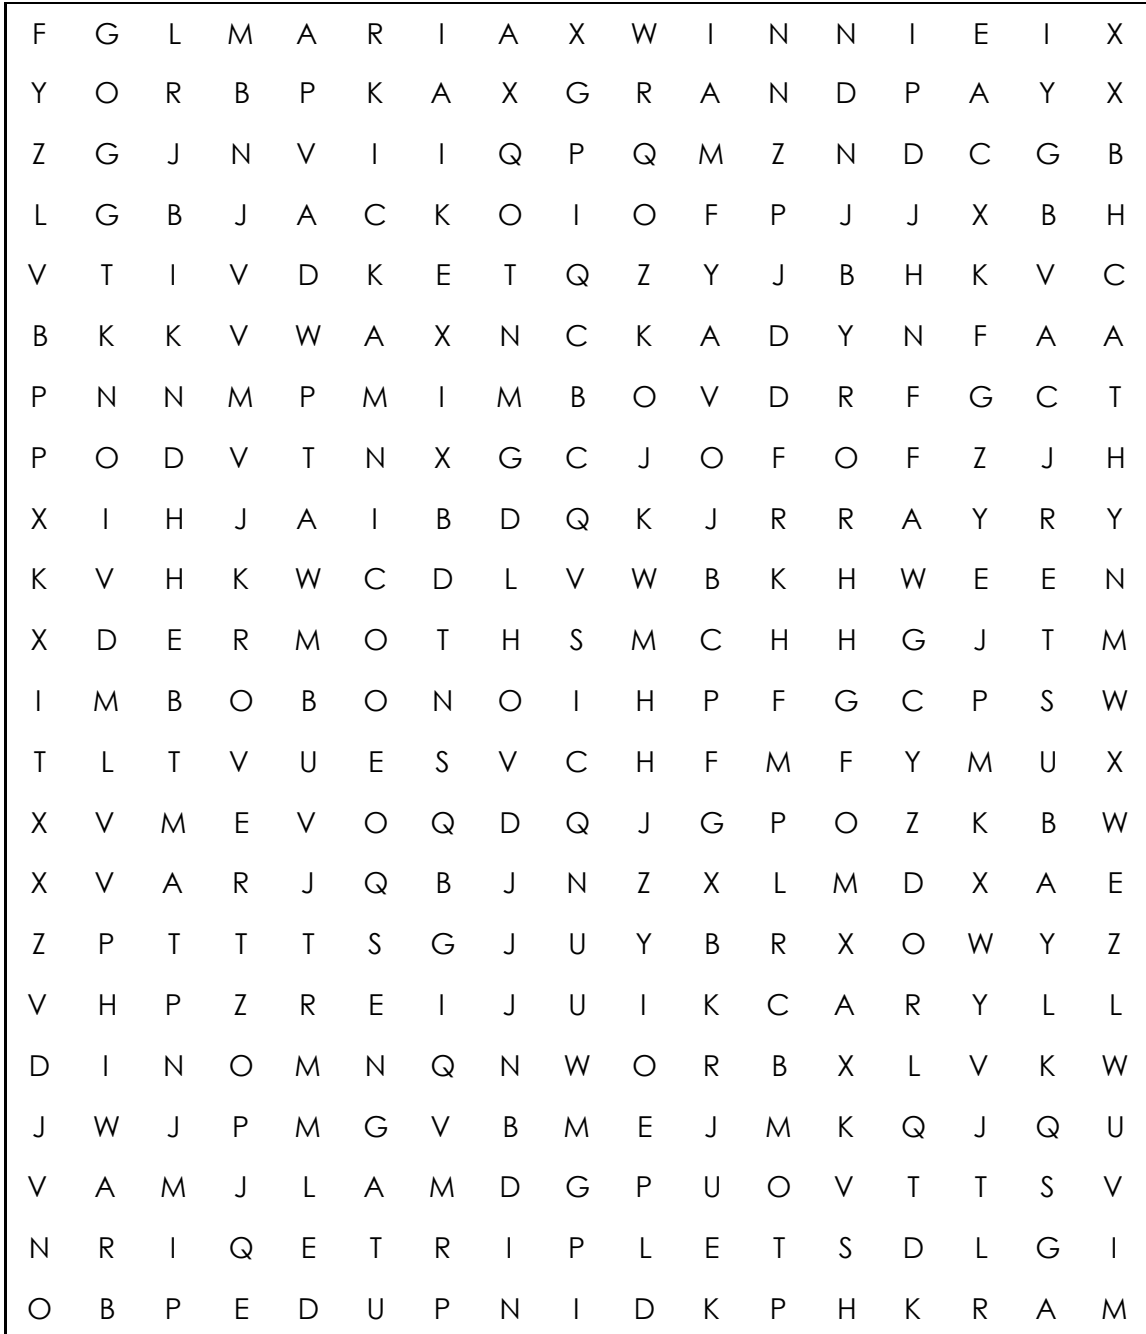 F G L M A R I A X W I N N I E I X
Y O R B P K A X G R A N D P A Y X
Z G J N V I I Q P Q M Z N D C G B
L G B J A C K O I O F P J J X B H
V T I V D K E T Q Z Y J B H K V C
B K K V W A X N C K A D Y N F A A
P N N M P M I M B O V D R F G C T
P O D V T N X G C J O F O F Z J H
X I H J A I B D Q K J R R A Y R Y
K V H K W C D L V W B K H W E E N
X D E R M O T H S M C H H G J T M
I M B O B O N O I H P F G C P S W
T L T V U E S V C H F M F Y M U X
X V M E V O Q D Q J G P O Z K B W
X V A R J Q B J N Z X L M D X A E
Z P T T T S G J U Y B R X O W Y Z
V H P Z R E I J U I K C A R Y L L
D I N O M N Q N W O R B X L V K W
J W J P M G V B M E J M K Q J Q U
V A M J L A M D G P U O V T T S V
N R I Q E T R I P L E T S D L G I
O B P E D U P N I D K P H K R A M